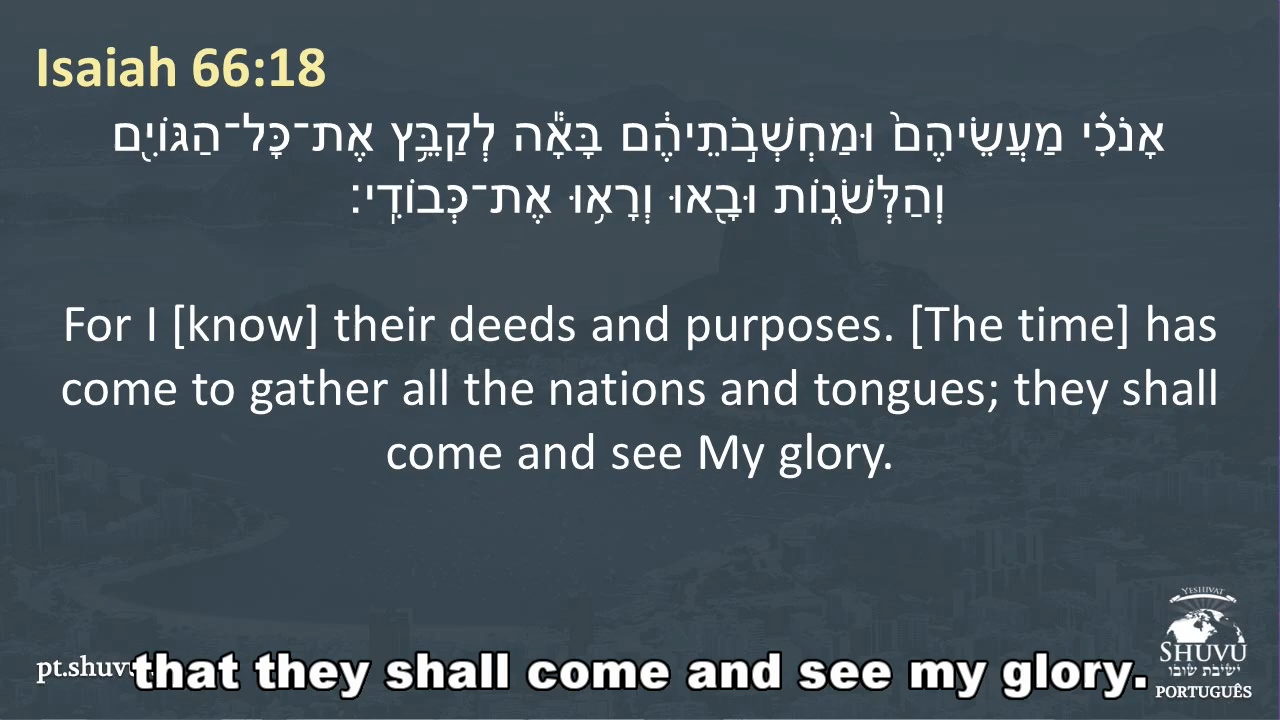 Isaiah 66:18
אָנֹכִ֗י מַעֲשֵׂיהֶם֙ וּמַחְשְׁבֹ֣תֵיהֶ֔ם בָּאָ֕ה לְקַבֵּ֥ץ אֶת־כׇּל־הַגּוֹיִ֖ם
וְהַלְּשֹׁנ֑וֹת וּבָ֖אוּ וְרָא֥וּ אֶת־כְּבוֹדִֽי׃
For I [know] their deeds and purposes. [The time] has
come to gather all the nations and tongues; they shall
come and see My glory.
that they shall come and see my glory.
YESHIVAT
SHUVU
ישיבת שובו
PORTUGUÊS